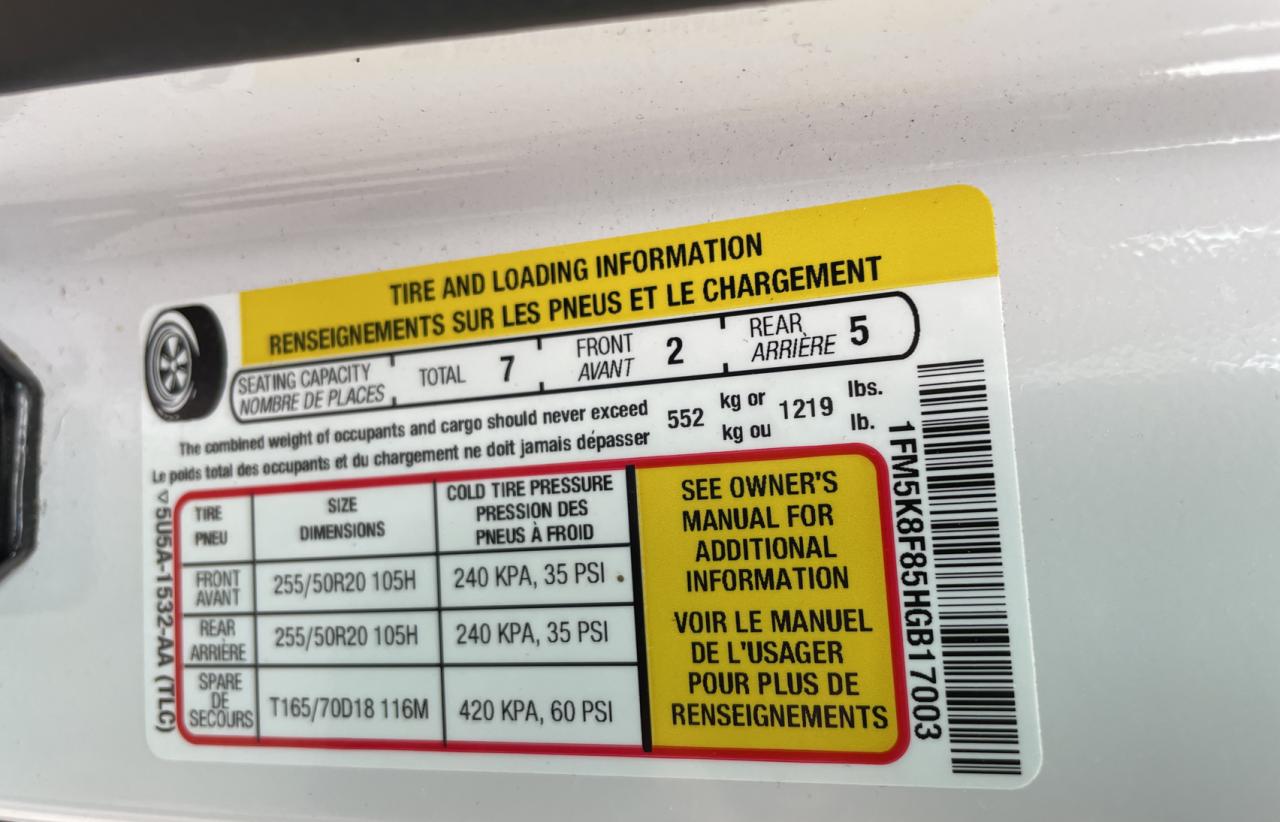 TIRE AND LOADING INFORMATION
RENSEIGNEMENTS SUR LES PNEUS ET LE CHARGEMENT
SEATING CAPACITY
NOMBRE DE PLACES
TOTAL 7
FRONT
AVANT
2
REAR
ARRIÈRE
5
The combined weight of occupants and cargo should never exceed
Le poids total des occupants et du chargement ne doit jamais dépasser
552
kg or
kg ou
1219
lbs.
lb.
TIRE
PNEU
SIZE
DIMENSIONS
COLD TIRE PRESSURE
PRESSION DES
PNEUS À FROID
FRONT
AVANT
255/50R20 105H
240 KPA, 35 PSI
REAR
ARRIÈRE
255/50R20 105H
240 KPA, 35 PSI
SPARE
DE
SECOURS
T165/70D18 116M
420 KPA, 60 PSI
SEE OWNER'S
MANUAL FOR
ADDITIONAL
INFORMATION
VOIR LE MANUEL
DE L'USAGER
POUR PLUS DE
RENSEIGNEMENTS
▽5U5A-1532-AA (TLC)
1FM5K8F85HGB17003